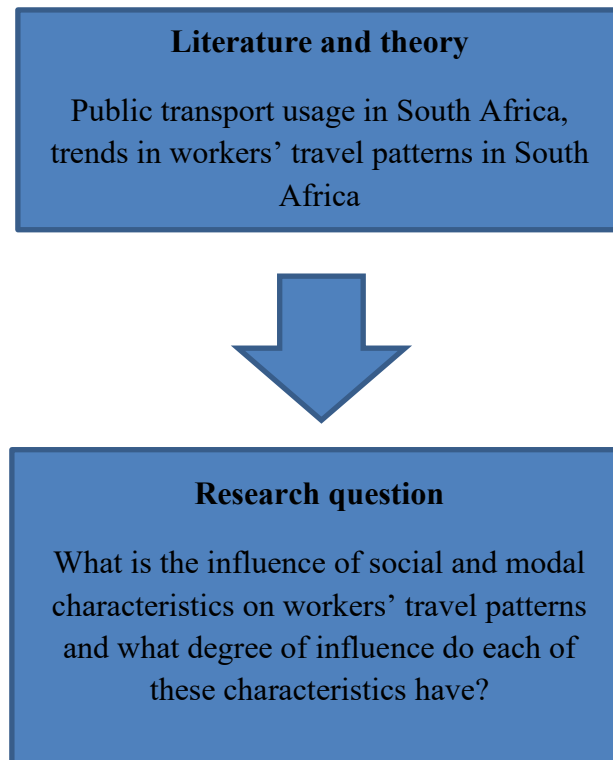 Literature and theory
Public transport usage in South Africa,
trends in workers’ travel patterns in South
Africa
Research question
What is the influence of social and modal
characteristics on workers’ travel patterns
and what degree of influence do each of
these characteristics have?